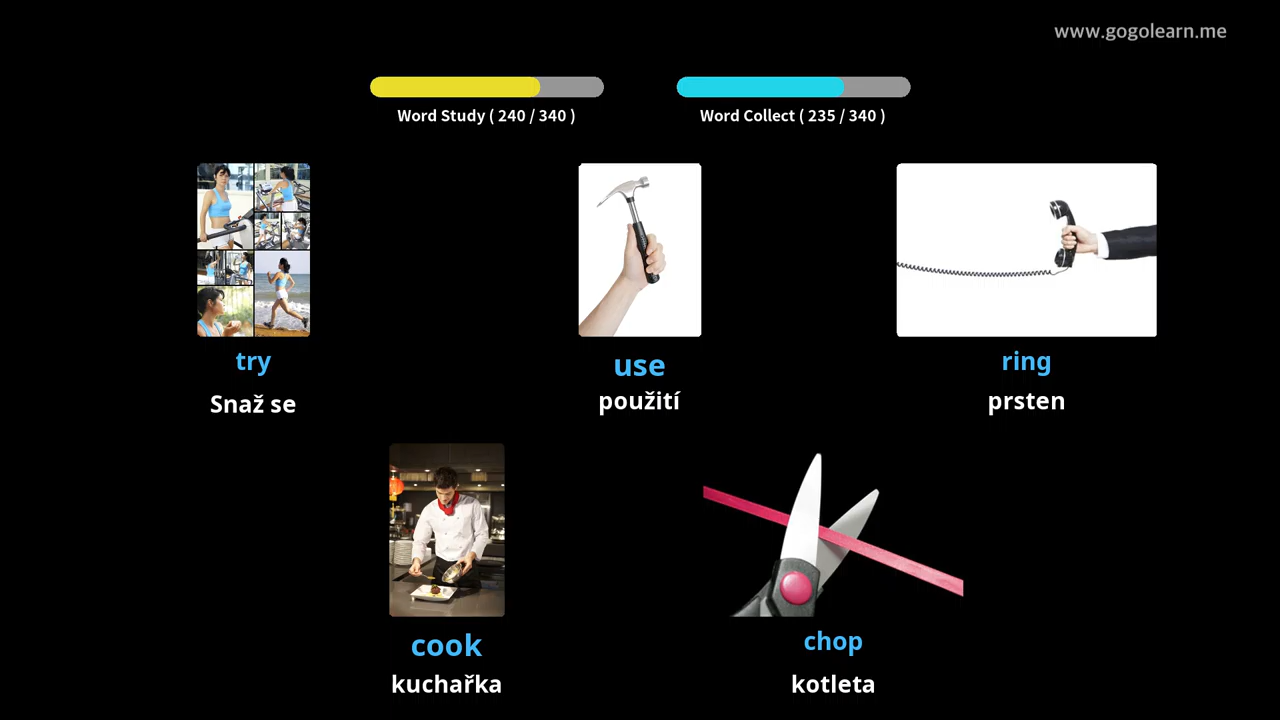 www.gogolearn.me
Word Study ( 240 / 340 )
Word Collect ( 235 / 340 )
try
use
ring
Snaž se
použití
prsten
cook
chop
kuchařka
kotleta